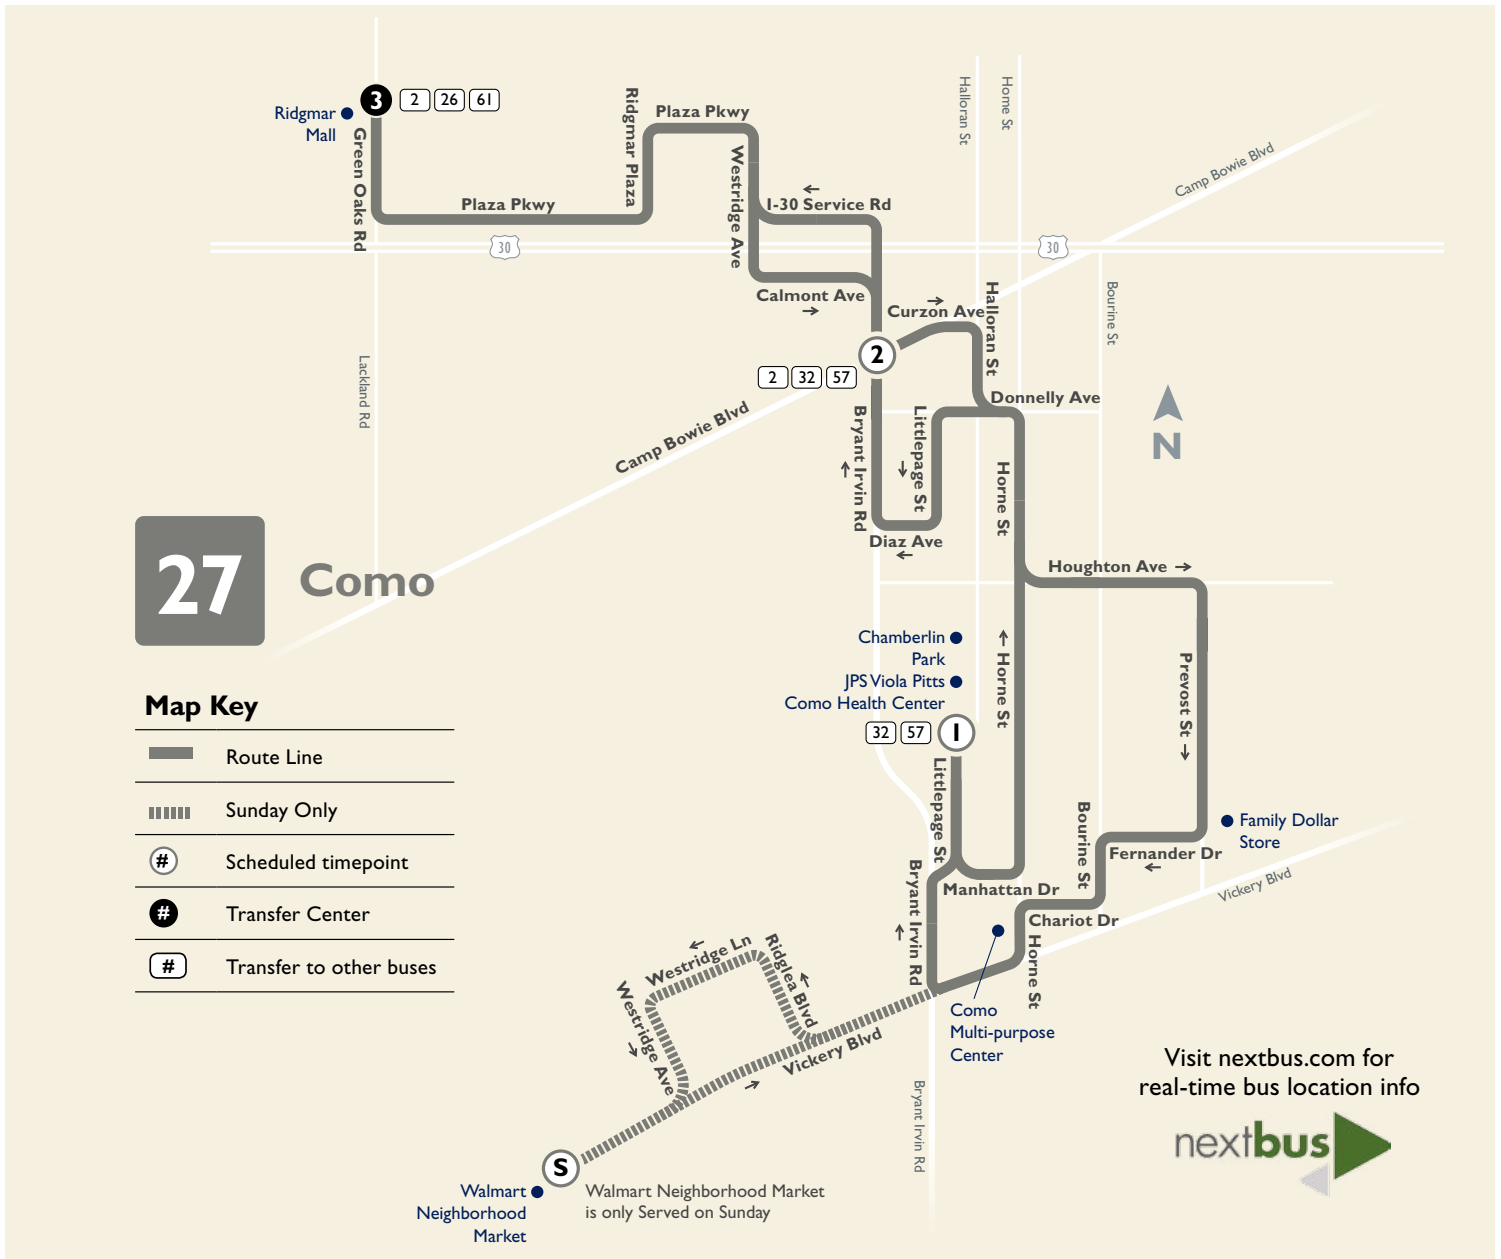 3
2
26
61
Ridgmar
Mall
Green Oaks Rd
Plaza Pkwy
Ridgmar Plaza
Plaza Pkwy
Westridge Ave
I-30 Service Rd
Halloran St
Home St
Camp Bowie Blvd
30
30
Calmont Ave
Curzon Ave
Halloran St
Bourine St
Lackland Rd
2
2
32
57
Donnelly Ave
Camp Bowie Blvd
Bryant Irvin Rd
Littlepage St
Horne St
N
Diaz Ave
Houghton Ave
27
Como
Chamberlin
Park
JPS Viola Pitts
Como Health Center
Horne St
Prevost St
32
57
1
Map Key
Route Line
Sunday Only
# Scheduled timepoint
# Transfer Center
# Transfer to other buses
Littlepage St
Bourine St
Family Dollar
Store
Fernander Dr
Vickery Blvd
Manhattan Dr
Bryant Irvin Rd
Chariot Dr
Horne St
Westridge Ln
Ridglea Blvd
Westridge Ave
Vickery Blvd
Como
Multi-purpose
Center
Bryant Irvin Rd
Visit nextbus.com for
real-time bus location info
nextbus
S
Walmart
Neighborhood
Market
Walmart Neighborhood Market
is only Served on Sunday